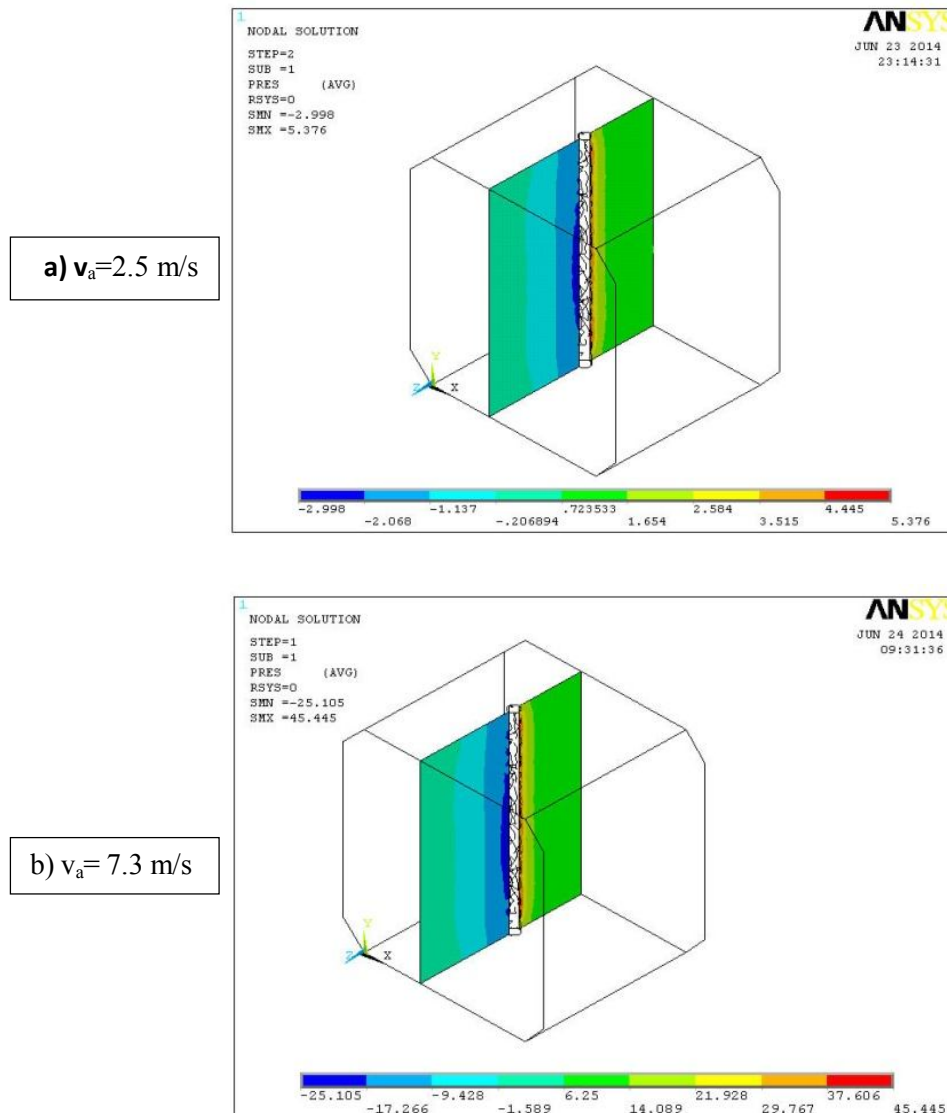 1
NODAL SOLUTION
STEP=2
SUB =1
PRES (AVG)
RSYS=0
SMN =-2.998
SMX =5.376
ANSYS
JUN 23 2014
23:14:31
a) va=2.5 m/s
Y
Z X
-2.998 -1.137 .723533 2.584 4.445
-2.068 -.206894 1.654 3.515 5.376
1
NODAL SOLUTION
STEP=1
SUB =1
PRES (AVG)
RSYS=0
SMN =-25.105
SMX =45.445
ANSYS
JUN 24 2014
09:31:36
b) va= 7.3 m/s
Y
Z X
-25.105 -9.428 6.25 21.928 37.606
-17.266 -1.589 14.089 29.767 45.445